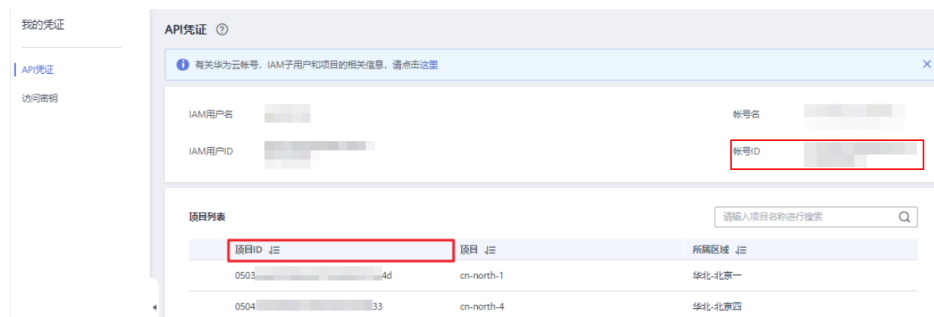 我的凭证
API凭证
访问密钥
API凭证 ?
有关华为云帐号，IAM子用户和项目的相关信息，请点击这里
IAM用户名
帐号名
IAM用户ID
帐号ID
项目列表
请输入项目名称进行搜索
项目ID 项目 所属区域
0503 4d cn-north-1 华北-北京一
0504 33 cn-north-4 华北-北京四